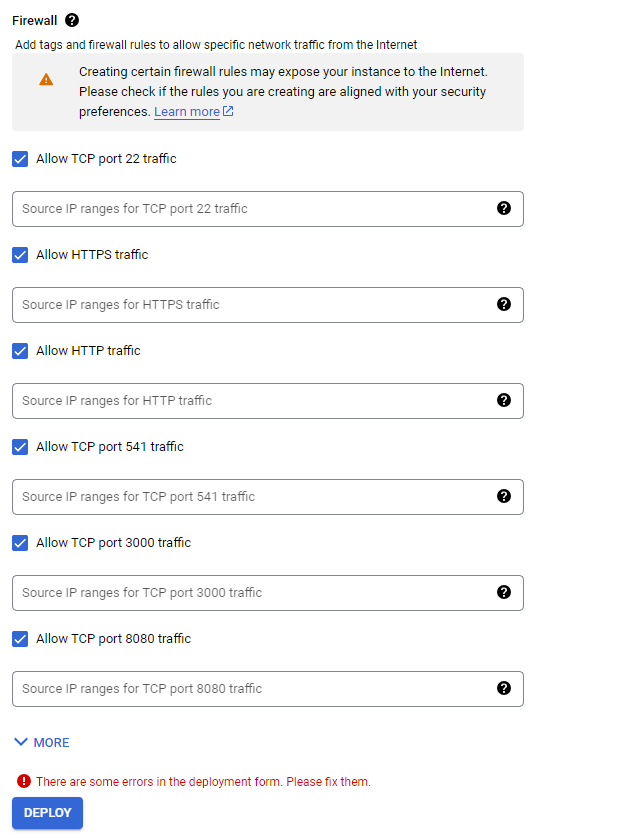 Firewall
Add tags and firewall rules to allow specific network traffic from the Internet
Creating certain firewall rules may expose your instance to the Internet.
Please check if the rules you are creating are aligned with your security
preferences. Learn more
Allow TCP port 22 traffic
Source IP ranges for TCP port 22 traffic
Allow HTTPS traffic
Source IP ranges for HTTPS traffic
Allow HTTP traffic
Source IP ranges for HTTP traffic
Allow TCP port 541 traffic
Source IP ranges for TCP port 541 traffic
Allow TCP port 3000 traffic
Source IP ranges for TCP port 3000 traffic
Allow TCP port 8080 traffic
Source IP ranges for TCP port 8080 traffic
MORE
There are some errors in the deployment form. Please fix them.
DEPLOY